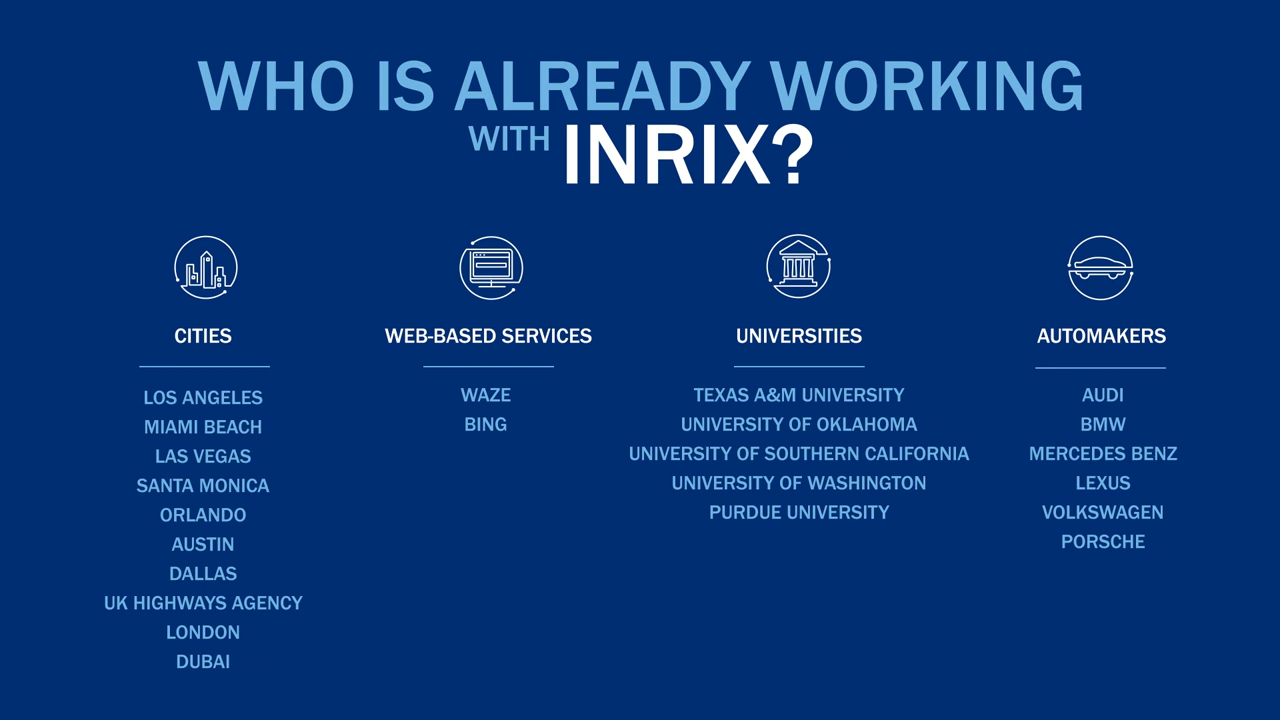 WHO IS ALREADY WORKING
WITH INRIX?
CITIES
LOS ANGELES
MIAMI BEACH
LAS VEGAS
SANTA MONICA
ORLANDO
AUSTIN
DALLAS
UK HIGHWAYS AGENCY
LONDON
DUBAI
WEB-BASED SERVICES
WAZE
BING
UNIVERSITIES
TEXAS A&M UNIVERSITY
UNIVERSITY OF OKLAHOMA
UNIVERSITY OF SOUTHERN CALIFORNIA
UNIVERSITY OF WASHINGTON
PURDUE UNIVERSITY
AUTOMAKERS
AUDI
BMW
MERCEDES BENZ
LEXUS
VOLKSWAGEN
PORSCHE